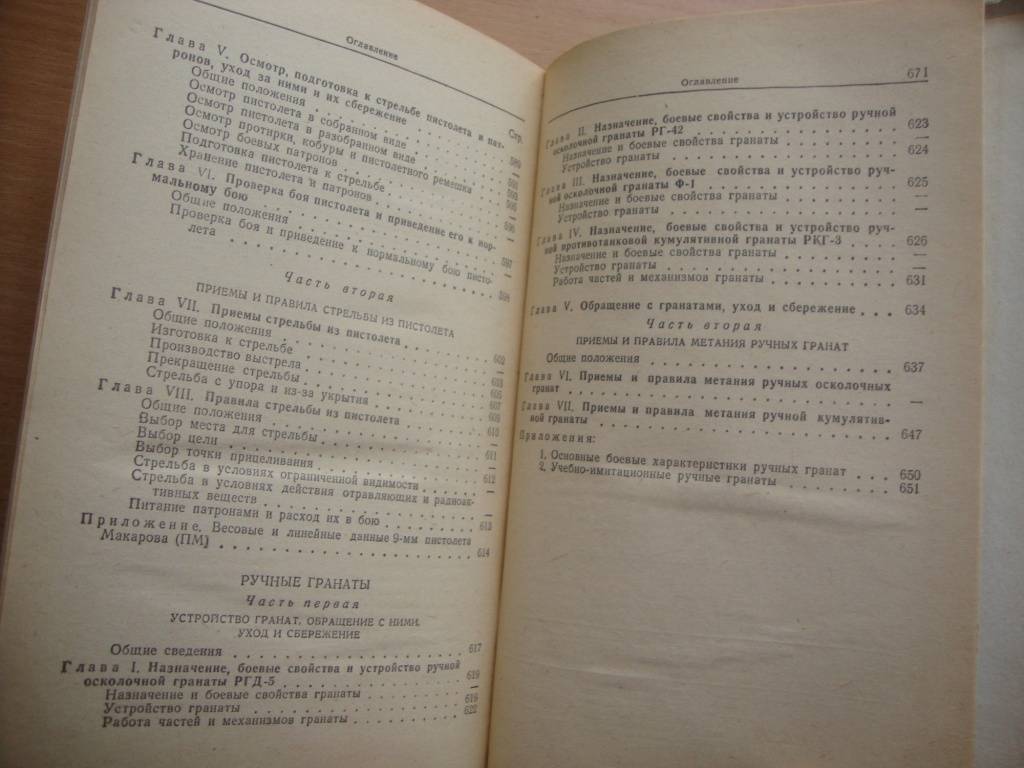 Оглавление
Стр.
Глава V. Осмотр, подготовка к стрельбе пистолета и пат-
ронов, уход за ними и их сбережение . . . . 589
Общие положения . . . . —
Осмотр пистолета в собранном виде . . . .
Осмотр пистолета в разобранном виде . . . .
Осмотр протирки, кобуры и пистолетного ремешка
Осмотр боевых патронов . . . .
Подготовка пистолета к стрельбе . . . .
Хранение пистолета и патронов . . . .
Глава VI. Проверка боя пистолета и приведение его к нор-
мальному бою . . . . 597
Общие положения . . . . —
Проверка боя и приведение к нормальному бою писто-
лета . . . . 598
Часть вторая
ПРИЕМЫ И ПРАВИЛА СТРЕЛЬБЫ ИЗ ПИСТОЛЕТА
Глава VII. Приемы стрельбы из пистолета . . . . 602
Общие положения . . . . —
Изготовка к стрельбе . . . .
Производство выстрела . . . . 605
Прекращение стрельбы . . . . 607
Стрельба с упора и из-за укрытия . . . .
Глава VIII. Правила стрельбы из пистолета . . . . 610
Общие положения . . . . —
Выбор места для стрельбы . . . .
Выбор цели . . . . 611
Выбор точки прицеливания . . . . 612
Стрельба в условиях ограниченной видимости . . . . —
Стрельба в условиях действия отравляющих и радиоак-
тивных веществ . . . .
Питание патронами и расход их в бою . . . . 613
Приложение. Весовые и линейные данные 9-мм пистолета
Макарова (ПМ) . . . . 614
РУЧНЫЕ ГРАНАТЫ
Часть первая
УСТРОЙСТВО ГРАНАТ, ОБРАЩЕНИЕ С НИМИ,
УХОД И СБЕРЕЖЕНИЕ
Общие сведения . . . . 617
Глава I. Назначение, боевые свойства и устройство ручной
осколочной гранаты РГД-5 . . . . 619
Назначение и боевые свойства гранаты . . . . —
Устройство гранаты . . . . 619
Работа частей и механизмов гранаты . . . . 622
Оглавление 671
Глава II. Назначение, боевые свойства и устройство ручной
осколочной гранаты РГ-42 . . . . 623
Назначение и боевые свойства гранаты . . . . —
Устройство гранаты . . . . 624
Глава III. Назначение, боевые свойства и устройство руч-
ной осколочной гранаты Ф-1 . . . . 625
Назначение и боевые свойства гранаты . . . . —
Устройство гранаты . . . . —
Глава IV. Назначение, боевые свойства и устройство руч-
ной противотанковой кумулятивной гранаты РКГ-3 . . 626
Назначение и боевые свойства гранаты . . . . —
Устройство гранаты . . . . —
Работа частей и механизмов гранаты . . . . 631
Глава V. Обращение с гранатами, уход и сбережение . . . 634
Часть вторая
ПРИЕМЫ И ПРАВИЛА МЕТАНИЯ РУЧНЫХ ГРАНАТ
Общие положения . . . . 637
Глава VI. Приемы и правила метания ручных осколочных
гранат . . . . —
Глава VII. Приемы и правила метания ручной кумулятив-
ной гранаты . . . . 647
Приложения:
1. Основные боевые характеристики ручных гранат . . . 650
2. Учебно-имитационные ручные гранаты . . . . 651